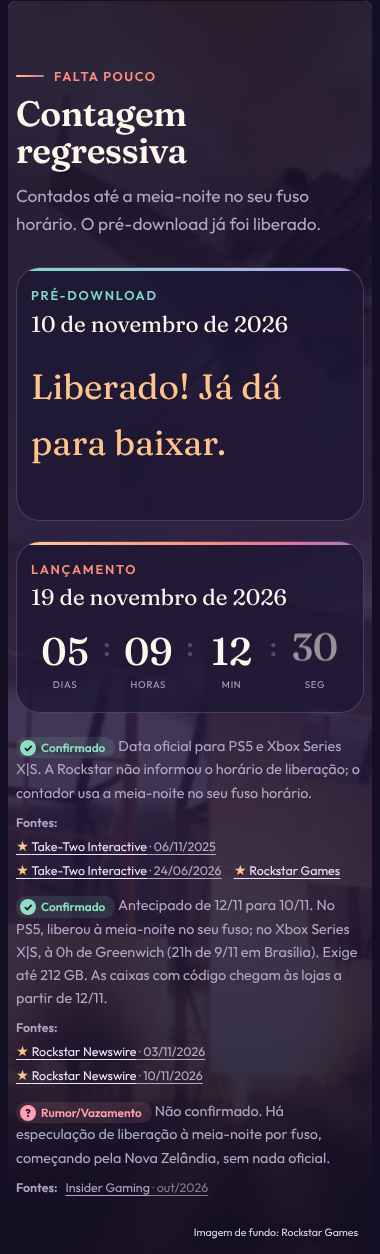 FALTA POUCO
Contagem
regressiva
Contados até a meia-noite no seu fuso
horário. O pré-download já foi liberado.
PRÉ-DOWNLOAD
10 de novembro de 2026
Liberado! Já dá
para baixar.
LANÇAMENTO
19 de novembro de 2026
05 : 09 : 12 : 30
DIAS HORAS MIN SEG
Confirmado Data oficial para PS5 e Xbox Series
X|S. A Rockstar não informou o horário de liberação; o
contador usa a meia-noite no seu fuso horário.
Fontes:
★ Take-Two Interactive · 06/11/2025
★ Take-Two Interactive · 24/06/2026 ★ Rockstar Games
Confirmado Antecipado de 12/11 para 10/11. No
PS5, liberou à meia-noite no seu fuso; no Xbox Series
X|S, à 0h de Greenwich (21h de 9/11 em Brasília). Exige
até 212 GB. As caixas com código chegam às lojas a
partir de 12/11.
Fontes:
★ Rockstar Newswire · 03/11/2026
★ Rockstar Newswire · 10/11/2026
? Rumor/Vazamento Não confirmado. Há
especulação de liberação à meia-noite por fuso,
começando pela Nova Zelândia, sem nada oficial.
Fontes: Insider Gaming · out/2026
Imagem de fundo: Rockstar Games